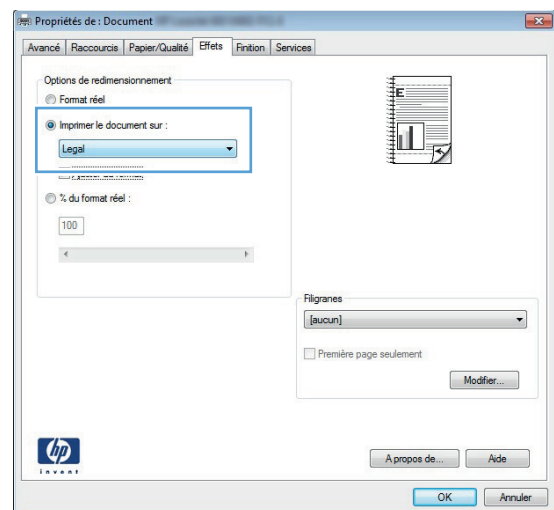 Propriétés de : Document
Avancé Raccourcis Papier/Qualité Effets Finition Services
Options de redimensionnement
Format réel
Imprimer le document sur :
Legal
% du format réel :
100
E
Filigranes
[aucun]
Première page seulement
Modifier...
hp
invent
A propos de... Aide
OK Annuler